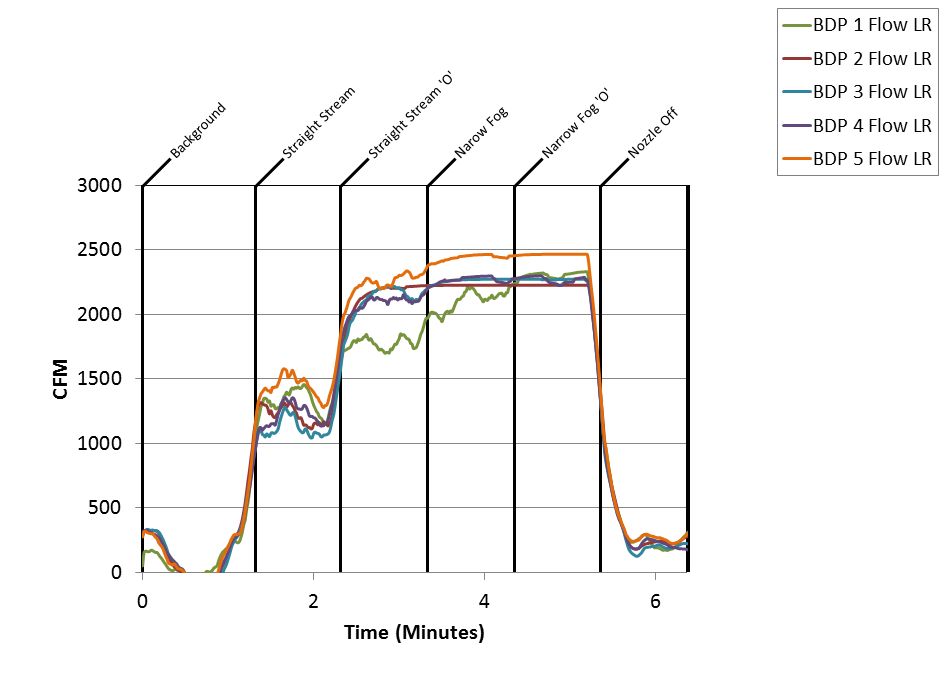 BDP 1 Flow LR
BDP 2 Flow LR
BDP 3 Flow LR
BDP 4 Flow LR
BDP 5 Flow LR
Background
Straight Stream
Straight Stream 'O'
Narow Fog
Narrow Fog 'O'
Nozzle Off
3000
2500
2000
1500
1000
500
0
CFM
0 2 4 6
Time (Minutes)